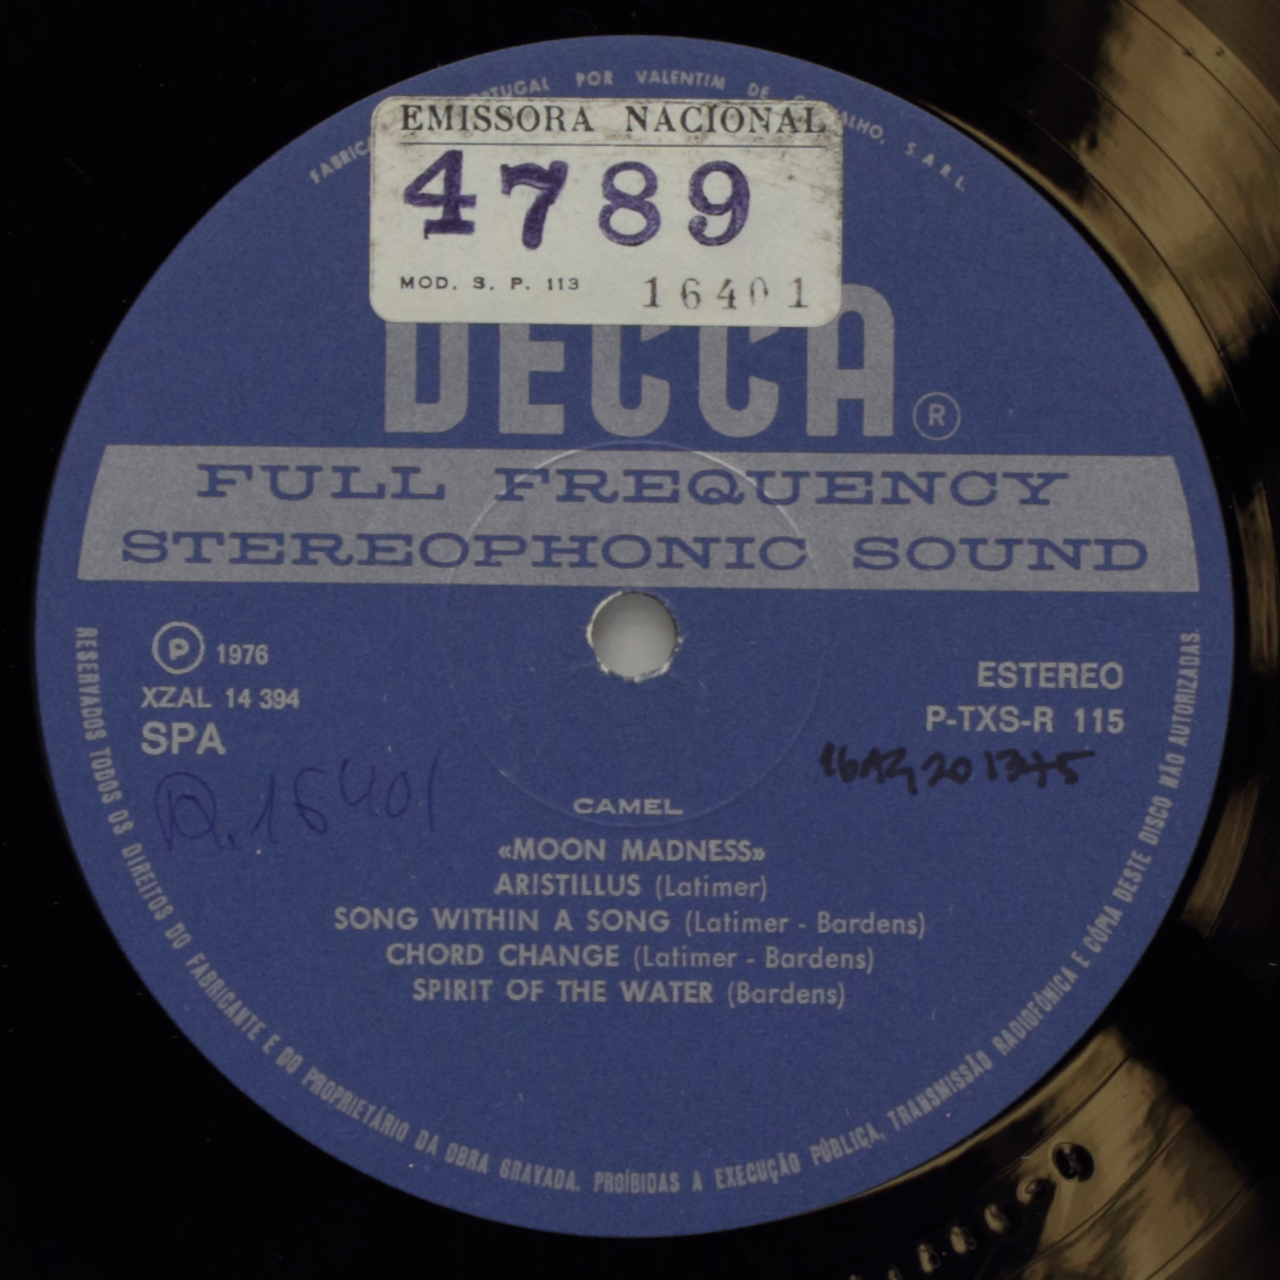 FABRIC PORTUGAL POR VALENTIM DE CARVALHO, S.A.R.L.
EMISSORA NACIONAL
4789
MOD. S. P. 113 16401
DECCA ®
FULL FREQUENCY
STEREOPHONIC SOUND
Ⓟ 1976
XZAL 14 394
SPA
R. 16401
ESTEREO
P-TXS-R 115
CAMEL
«MOON MADNESS»
ARISTILLUS (Latimer)
SONG WITHIN A SONG (Latimer - Bardens)
CHORD CHANGE (Latimer - Bardens)
SPIRIT OF THE WATER (Bardens)
RESERVADOS TODOS OS DIREITOS DO FABRICANTE E DO PROPRIETÁRIO DA OBRA GRAVADA. PROÍBIDAS A EXECUÇÃO PÚBLICA, TRANSMISSÃO RADIOFÓNICA E CÓPIA DESTE DISCO NÃO AUTORIZADAS.